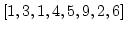 [1, 3, 1, 4, 5, 9, 2, 6]